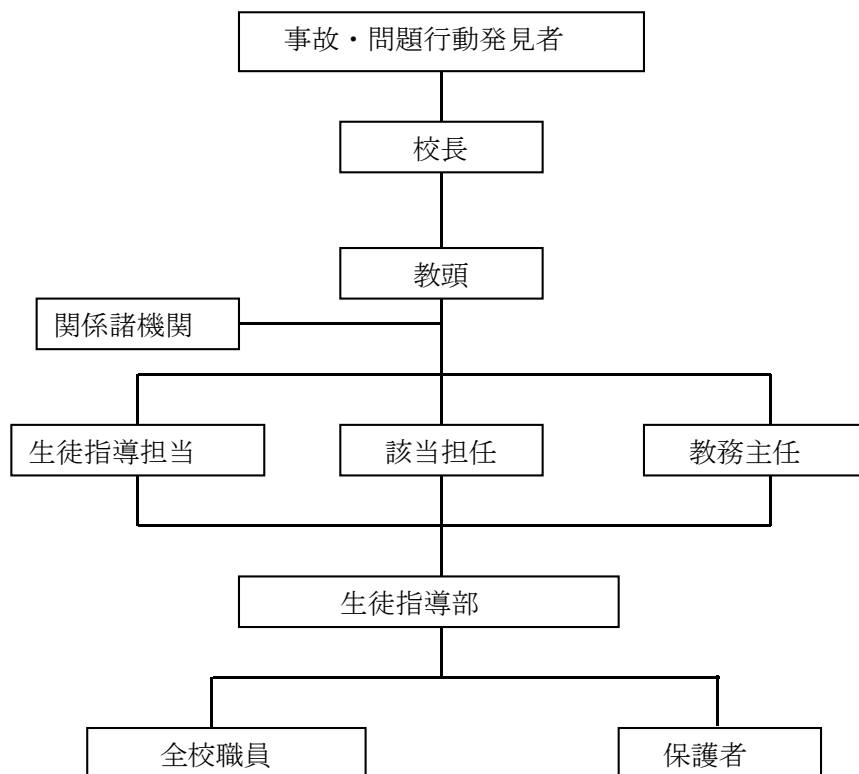 事故・問題行動発見者
校長
教頭
関係諸機関
生徒指導担当
該当担任
教務主任
生徒指導部
全校職員
保護者